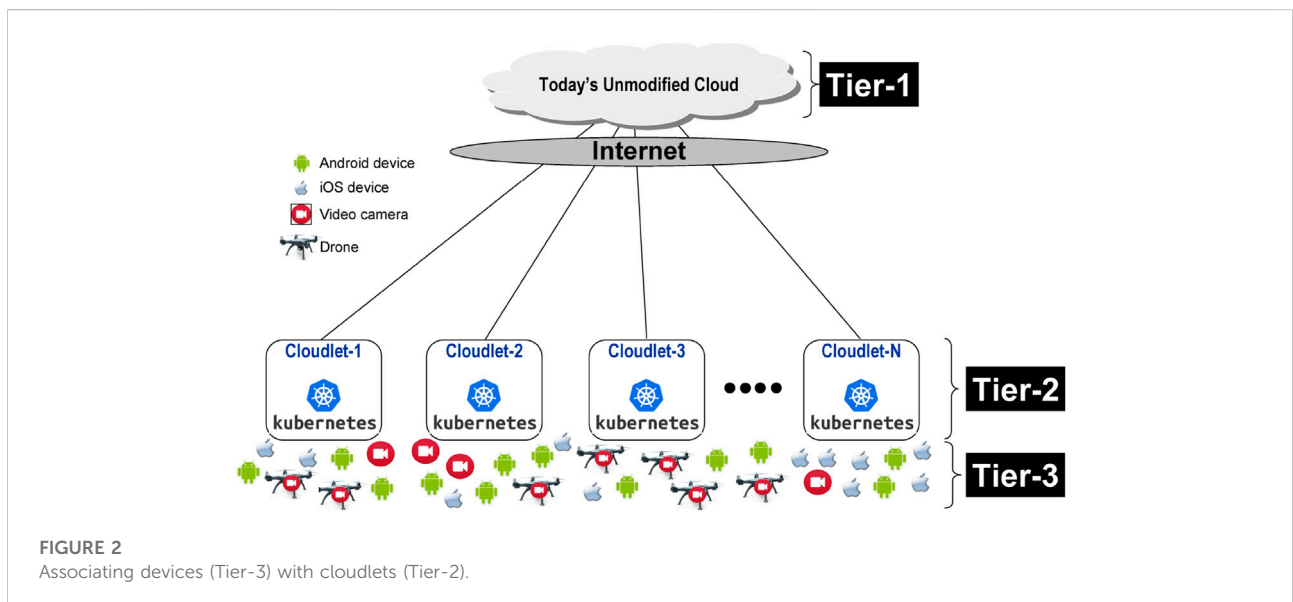 Today's Unmodified Cloud
Tier-1
Internet
Android device
iOS device
Video camera
Drone
Cloudlet-1
Cloudlet-2
Cloudlet-3
Cloudlet-N
kubernetes
kubernetes
kubernetes
kubernetes
Tier-2
Tier-3
FIGURE 2
Associating devices (Tier-3) with cloudlets (Tier-2).